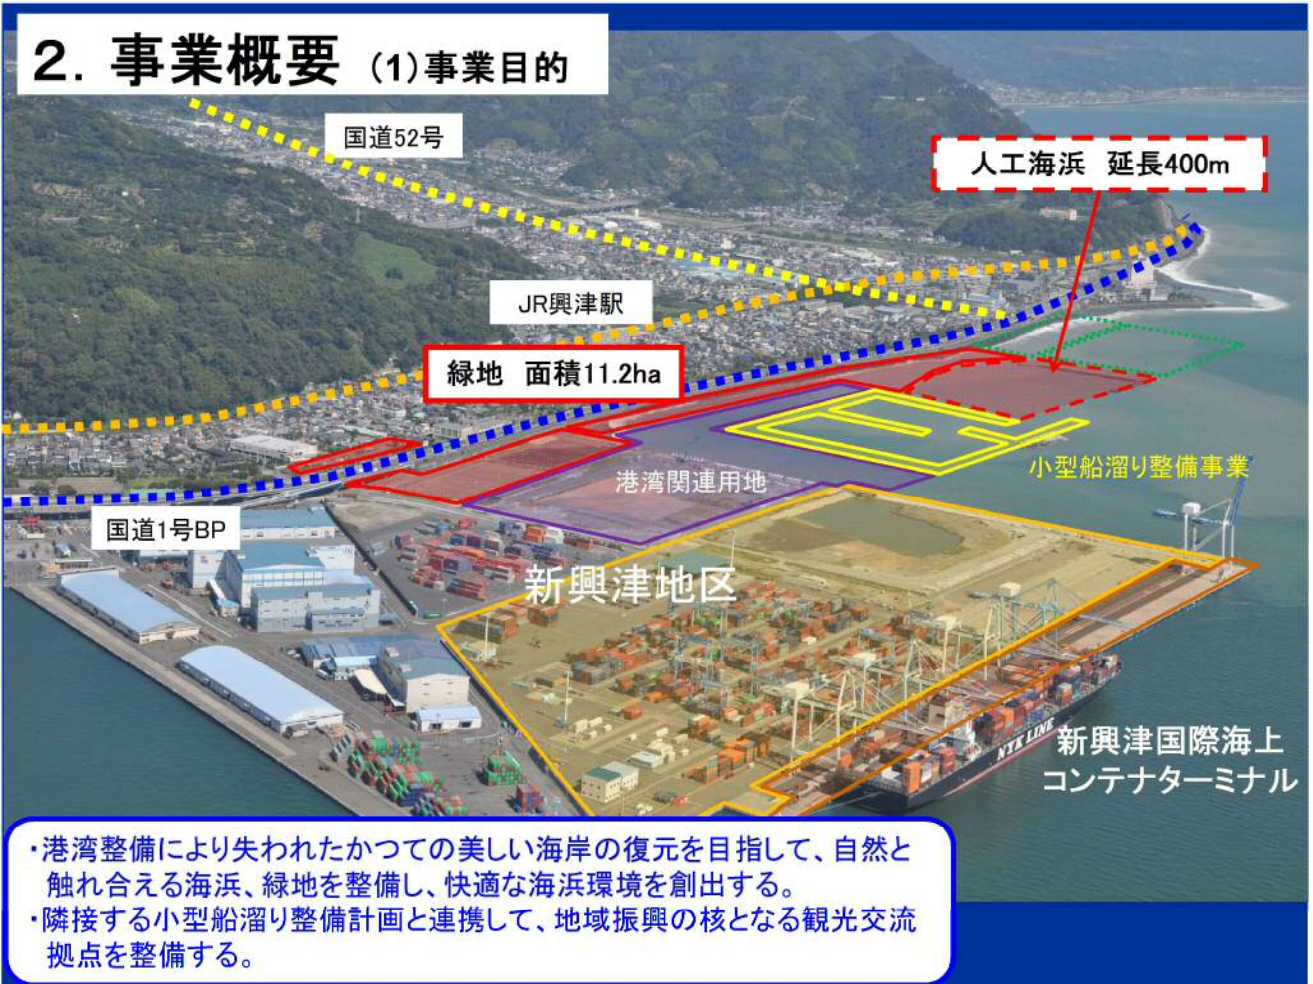 2. 事業概要 (1)事業目的
国道52号
人工海浜 延長400m
JR興津駅
緑地 面積11.2ha
小型船溜り整備事業
港湾関連用地
国道1号BP
新興津地区
NYK LINE
新興津国際海上
コンテナターミナル
・港湾整備により失われたかつての美しい海岸の復元を目指して、自然と
触れ合える海浜、緑地を整備し、快適な海浜環境を創出する。
・隣接する小型船溜り整備計画と連携して、地域振興の核となる観光交流
拠点を整備する。